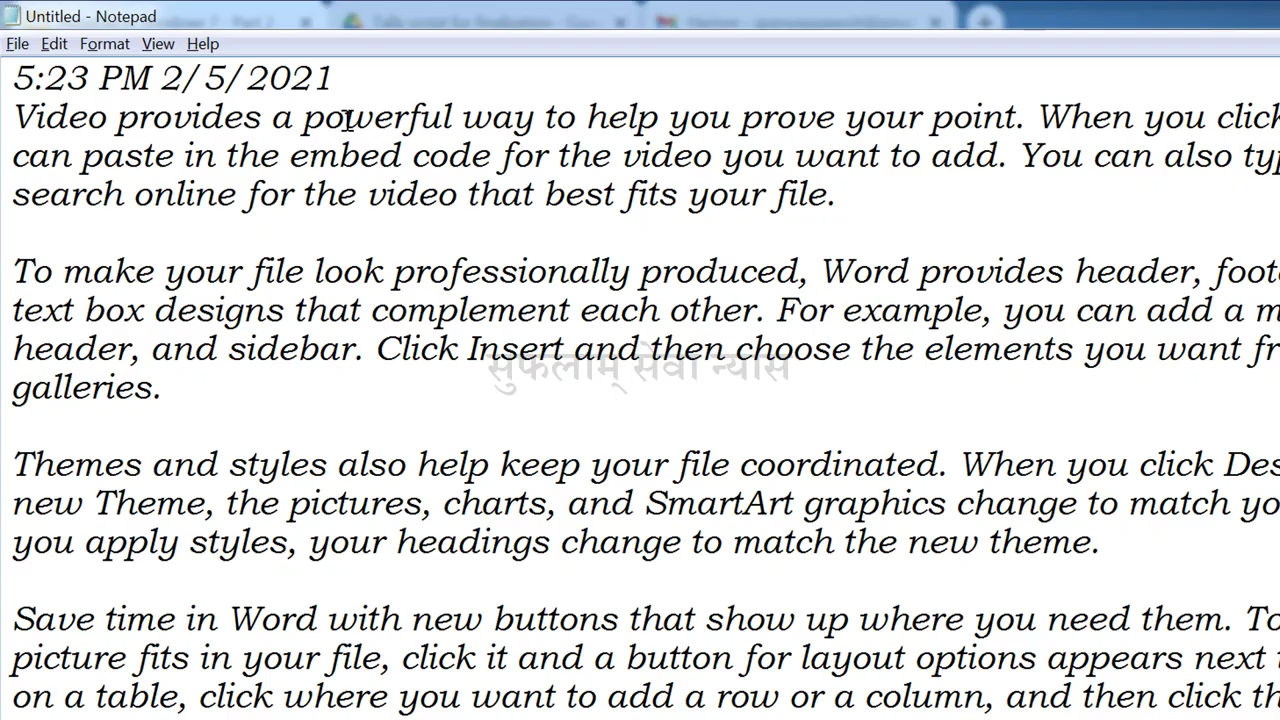 Untitled - Notepad
File Edit Format View Help
5:23 PM 2/5/2021
Video provides a powerful way to help you prove your point. When you click
can paste in the embed code for the video you want to add. You can also
search online for the video that best fits your file.
To make your file look professionally produced, Word provides header,
text box designs that complement each other. For example, you can add a
header, and sidebar. Click Insert and then choose the elements you want
galleries.
सुफलाम् सेवा न्यास
Themes and styles also help keep your file coordinated. When you click
new Theme, the pictures, charts, and SmartArt graphics change to match
you apply styles, your headings change to match the new theme.
Save time in Word with new buttons that show up where you need them. To
picture fits in your file, click it and a button for layout options appears next
on a table, click where you want to add a row or a column, and then click